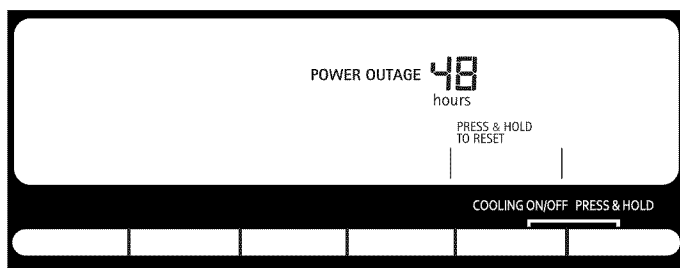 POWER OUTAGE 48
hours
PRESS & HOLD
TO RESET
COOLING ON/OFF PRESS & HOLD